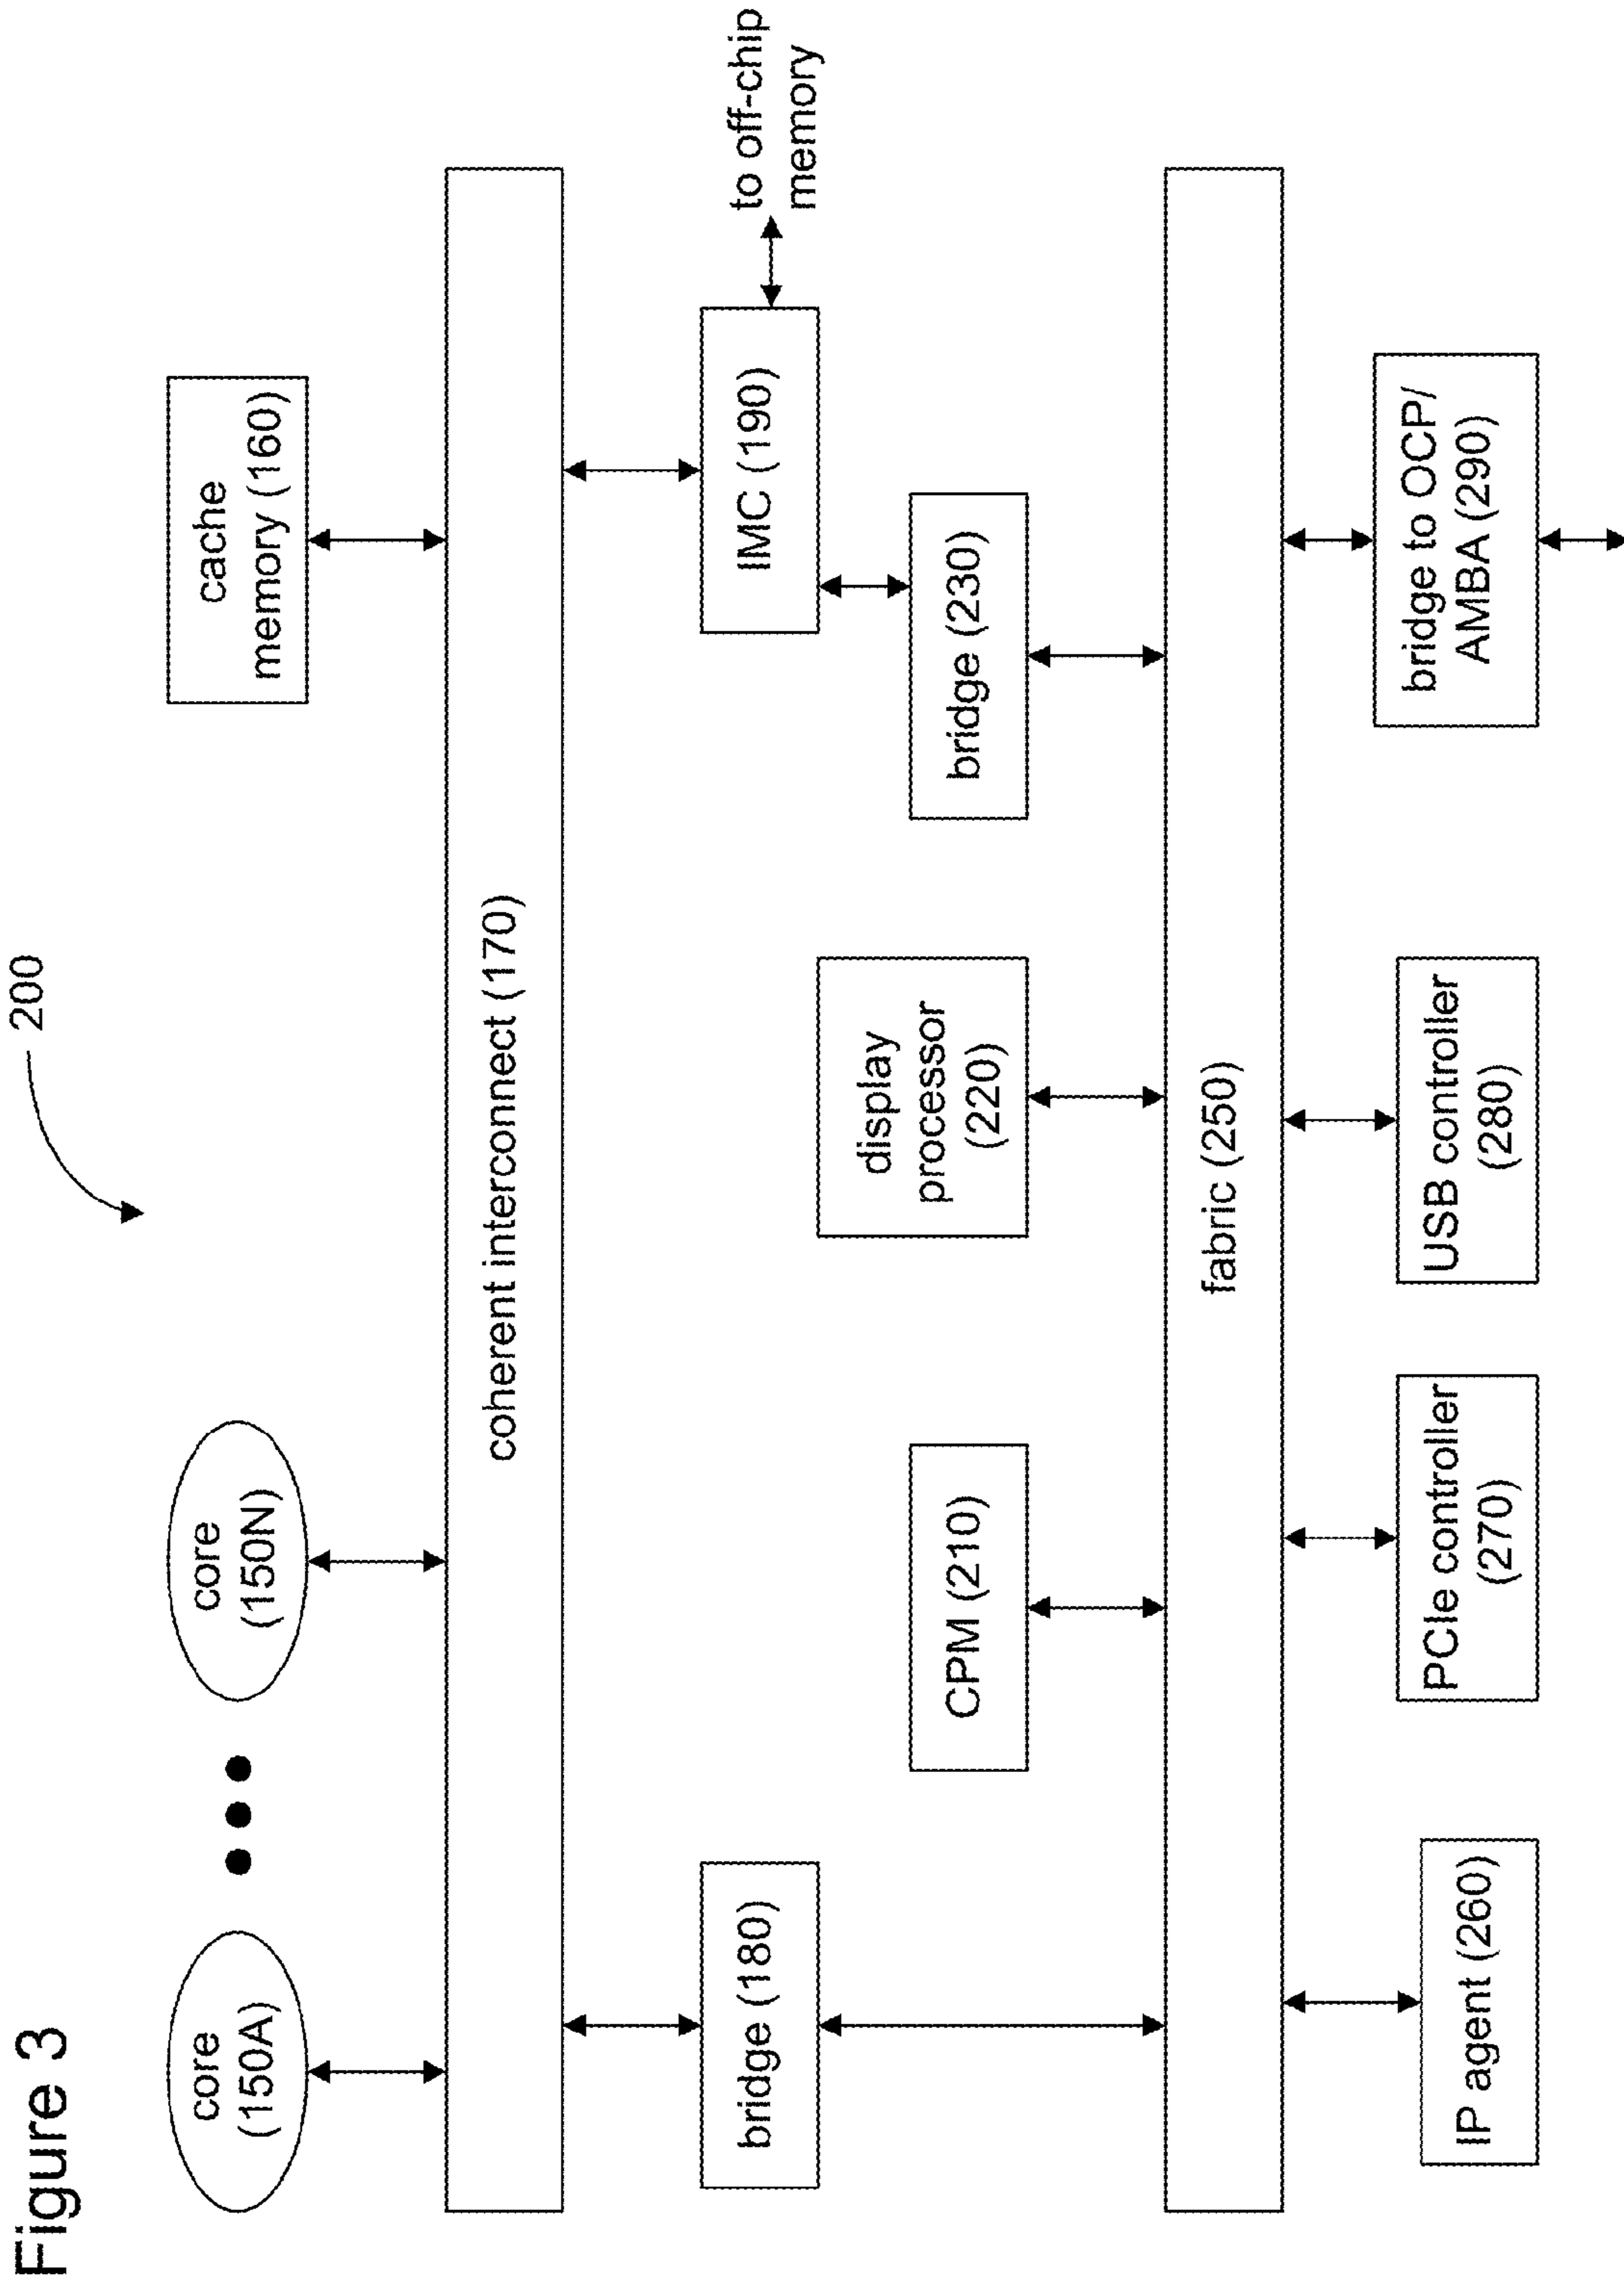 Figure 3
200
core
(150A)
core
(150N)
cache
memory (160)
coherent interconnect (170)
bridge (180)
IMC (190)
to off-chip
memory
CPM (210)
display
processor
(220)
bridge (230)
fabric (250)
IP agent (260)
PCIe controller
(270)
USB controller
(280)
bridge to OCP/
AMBA (290)